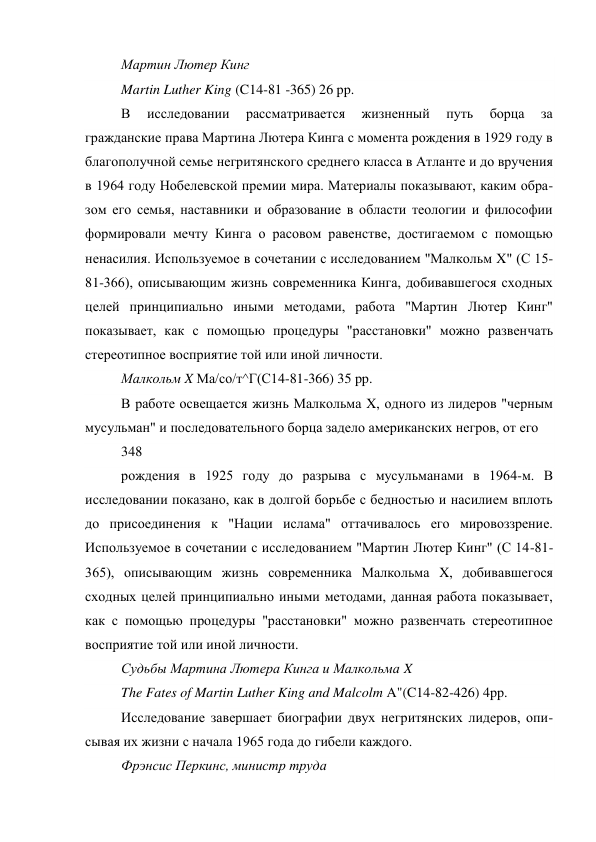 Мартин Лютер Кинг
Martin Luther King (С14-81 -365) 26 pp.
В исследовании рассматривается жизненный путь борца за
гражданские права Мартина Лютера Кинга с момента рождения в 1929 году в
благополучной семье негритянского среднего класса в Атланте и до вручения
в 1964 году Нобелевской премии мира. Материалы показывают, каким обра-
зом его семья, наставники и образование в области теологии и философии
формировали мечту Кинга о расовом равенстве, достигаемом с помощью
ненасилия. Используемое в сочетании с исследованием "Малкольм Х" (С 15-
81-366), описывающим жизнь современника Кинга, добивавшегося сходных
целей принципиально иными методами, работа "Мартин Лютер Кинг"
показывает, как с помощью процедуры "расстановки" можно развенчать
стереотипное восприятие той или иной личности.
Малкольм Х Ма/со/т^Г(С14-81-366) 35 pp.
В работе освещается жизнь Малкольма Х, одного из лидеров "черным
мусульман" и последовательного борца задело американских негров, от его
348
рождения в 1925 году до разрыва с мусульманами в 1964-м. В
исследовании показано, как в долгой борьбе с бедностью и насилием вплоть
до присоединения к "Нации ислама" оттачивалось его мировоззрение.
Используемое в сочетании с исследованием "Мартин Лютер Кинг" (С 14-81-
365), описывающим жизнь современника Малкольма Х, добивавшегося
сходных целей принципиально иными методами, данная работа показывает,
как с помощью процедуры "расстановки" можно развенчать стереотипное
восприятие той или иной личности.
Судьбы Мартина Лютера Кинга и Малкольма Х
The Fates of Martin Luther King and Malcolm А"(С14-82-426) 4pp.
Исследование завершает биографии двух негритянских лидеров, опи-
сывая их жизни с начала 1965 года до гибели каждого.
Фрэнсис Перкинс, министр труда